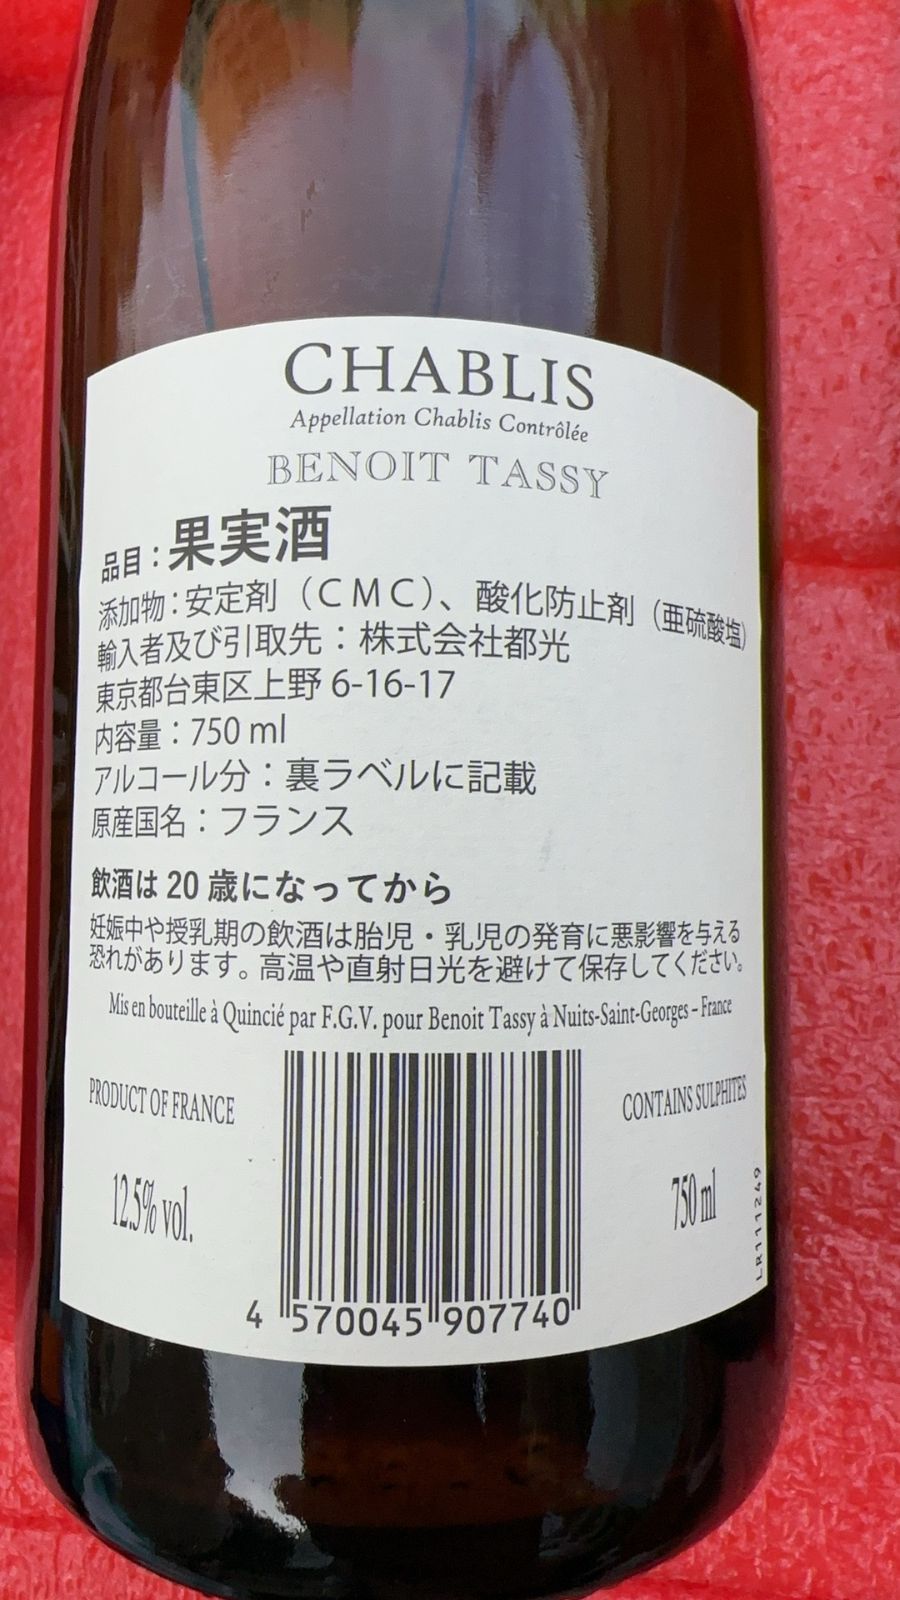 CHABLIS
Appellation Chablis Contrôlée
BENOIT TASSY
品目：果実酒
添加物：安定剤（ＣＭＣ）、酸化防止剤（亜硫酸塩）
輸入者及び引取先：株式会社都光
東京都台東区上野 6-16-17
内容量：750 ml
アルコール分：裏ラベルに記載
原産国名：フランス
飲酒は 20 歳になってから
妊娠中や授乳期の飲酒は胎児・乳児の発育に悪影響を与える
恐れがあります。高温や直射日光を避けて保存してください。
Mis en bouteille à Quincié par F.G.V. pour Benoit Tassy à Nuits-Saint-Georges – France
PRODUCT OF FRANCE
CONTAINS SULPHITES
12.5% vol.
750 ml
LR111249
4 570045 907740